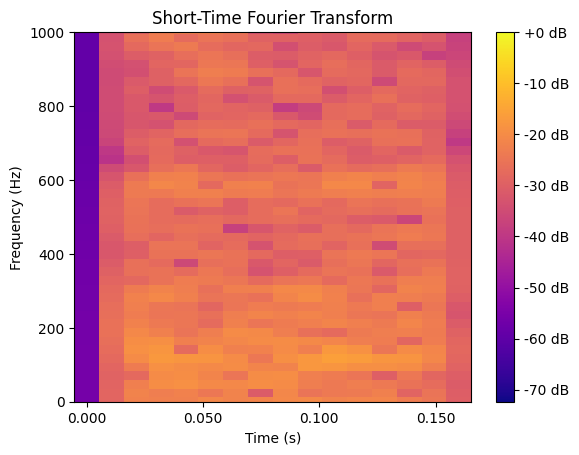 Short-Time Fourier Transform
Frequency (Hz)
1000
800
600
400
200
0
0.000
0.050
0.100
0.150
Time (s)
+0 dB
-10 dB
-20 dB
-30 dB
-40 dB
-50 dB
-60 dB
-70 dB